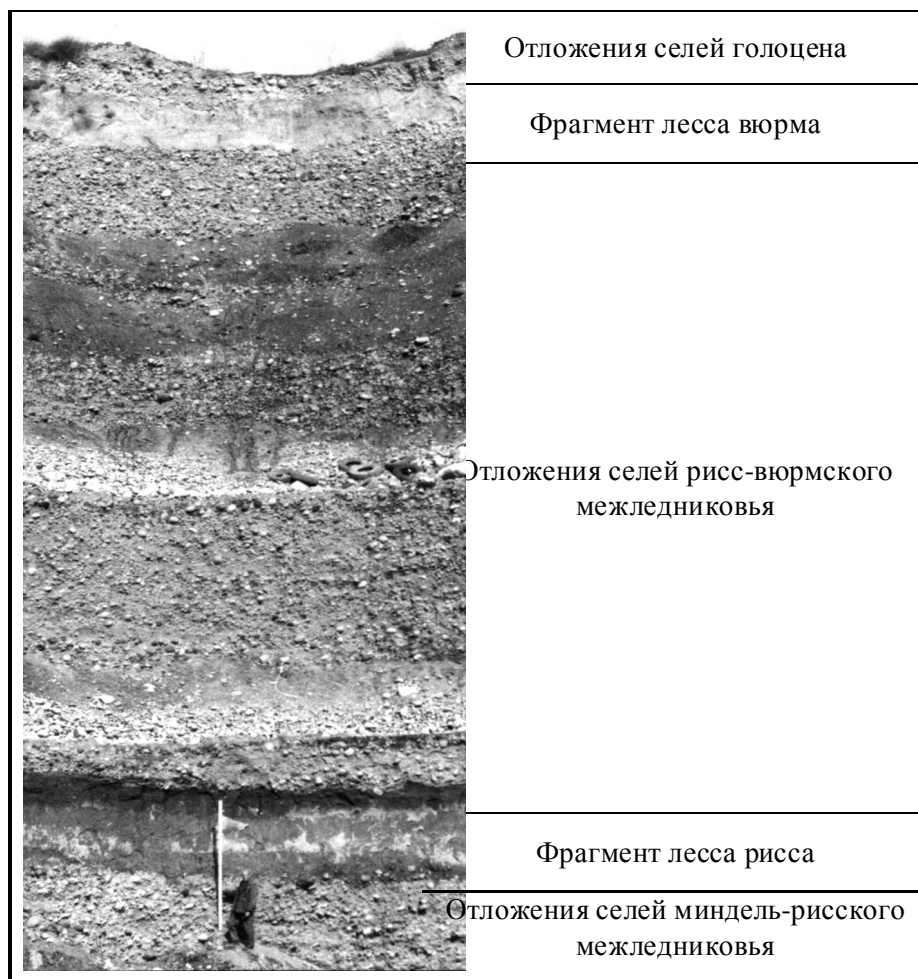 Отложения селей голоцена
Фрагмент лесса вюрма
Отложения селей рисс-вюрмского
межледниковья
Фрагмент лесса рисса
Отложения селей миндель-рисского
межледниковья